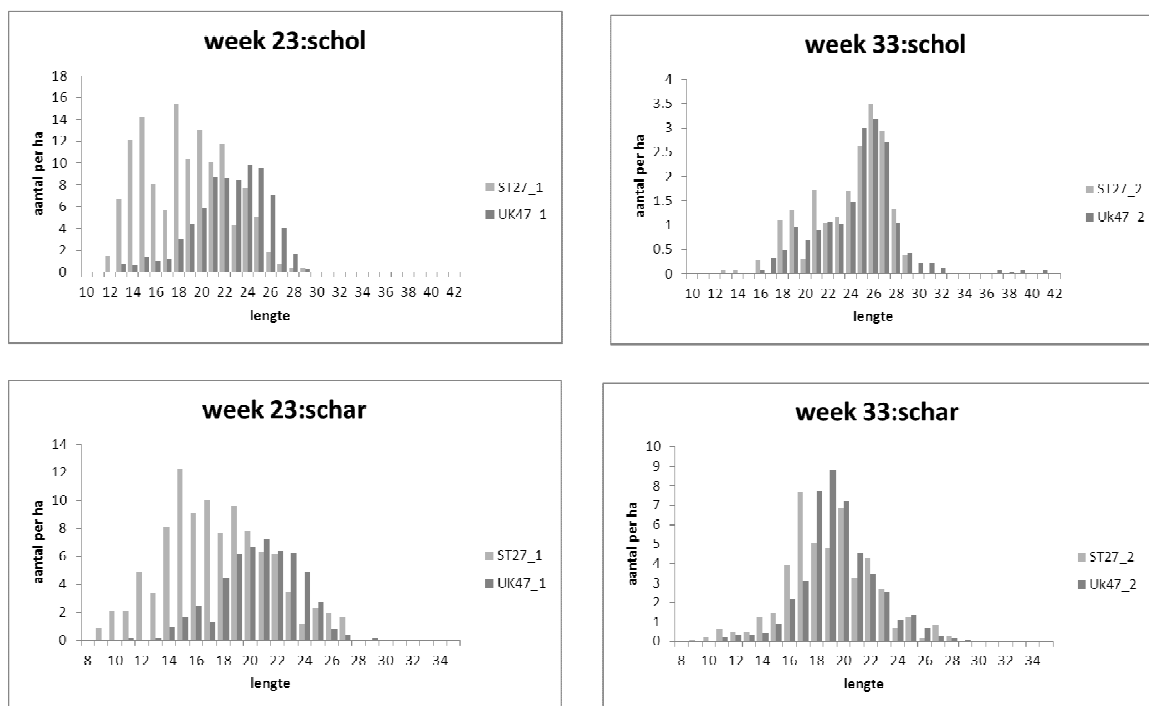 week 23:schol
18
16
14
12
10
8
6
4
2
0
aantal per ha
10 12 14 16 18 20 22 24 26 28 30 32 34 36 38 40 42
lengte
ST27_1
UK47_1
week 33:schol
4
3.5
3
2.5
2
1.5
1
0.5
0
aantal per ha
10 12 14 16 18 20 22 24 26 28 30 32 34 36 38 40 42
lengte
ST27_2
Uk47_2
week 23:schar
14
12
10
8
6
4
2
0
aantal per ha
8 10 12 14 16 18 20 22 24 26 28 30 32 34
lengte
ST27_1
UK47_1
week 33:schar
10
9
8
7
6
5
4
3
2
1
0
aantal per ha
8 10 12 14 16 18 20 22 24 26 28 30 32 34
lengte
ST27_2
Uk47_2